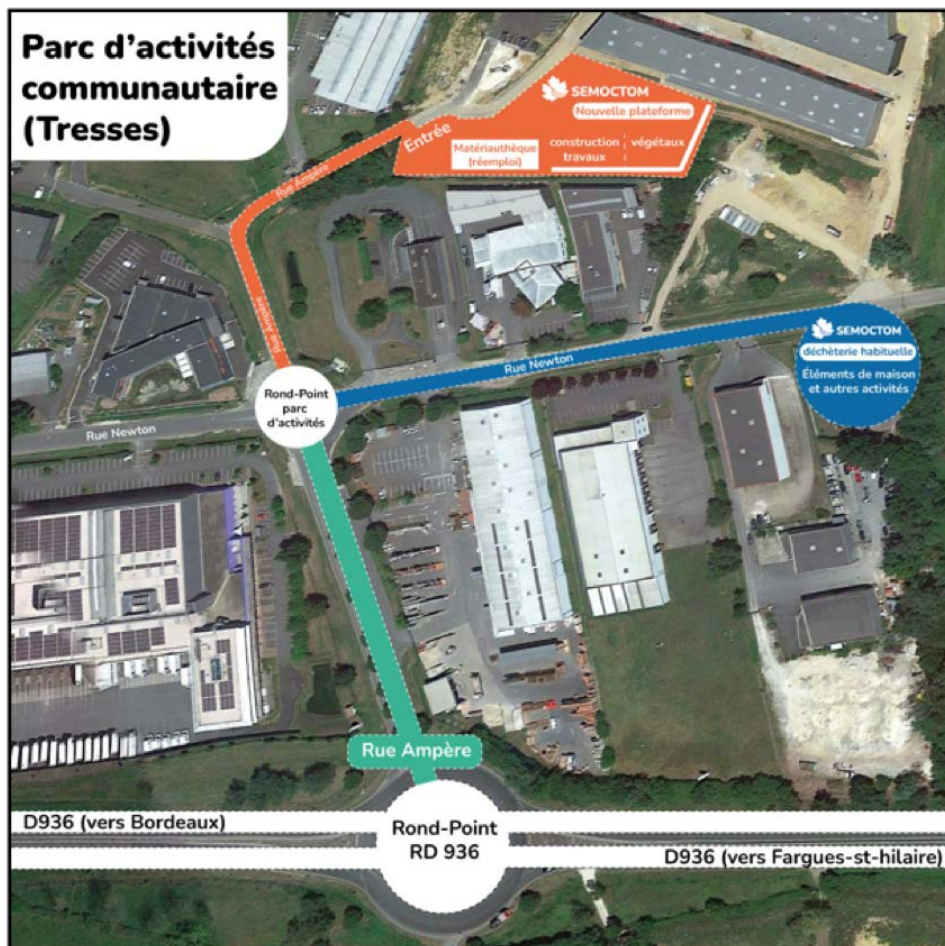 Parc d'activités
communautaire
(Tresses)
SEMOCTOM
Nouvelle plateforme
Entrée
Matériauthèque
(réemploi)
construction
travaux
végétaux
Rue Ampère
Rue Ampère
SEMOCTOM
déchèterie habituelle
Éléments de maison
et autres activités
Rue Newton
Rond-Point
parc
d'activités
Rue Newton
Rue Ampère
D936 (vers Bordeaux)
Rond-Point
RD 936
D936 (vers Fargues-st-hilaire)